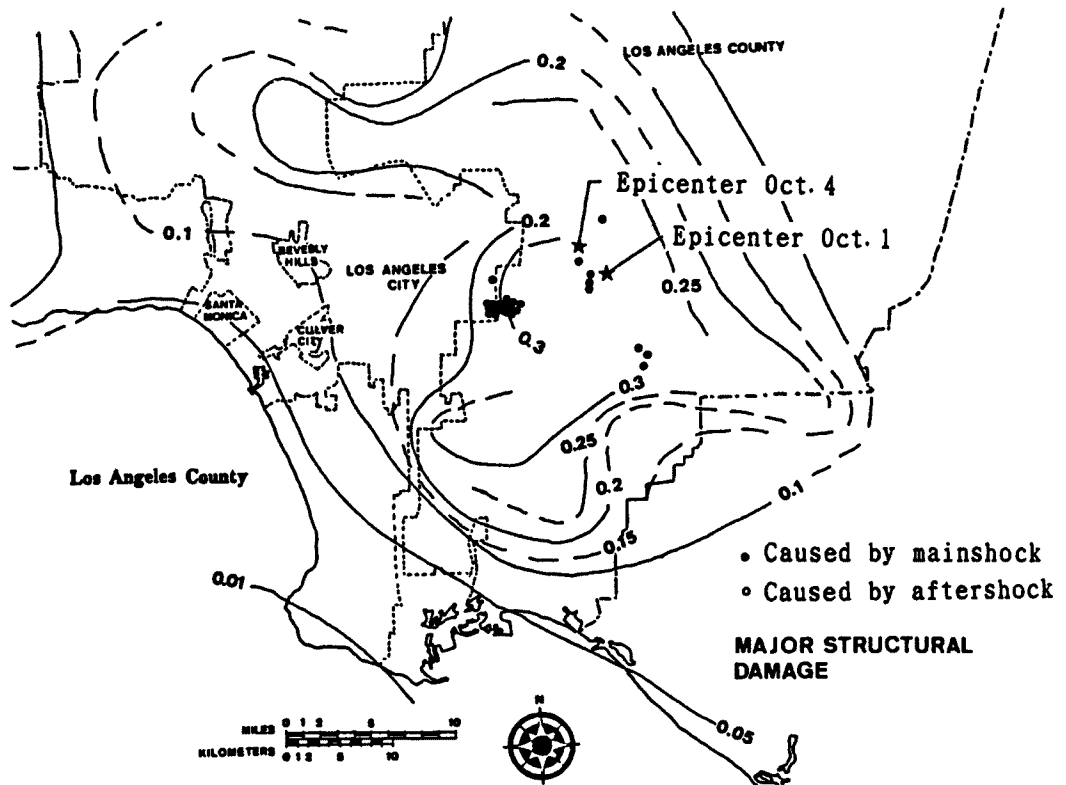 LOS ANGELES COUNTY
0.2
Epicenter Oct. 4
0.2
0.1
Epicenter Oct. 1
BEVERLY
HILLS
LOS ANGELES
CITY
0.25
SANTA
MONICA
CULVER
CITY
0.3
0.3
0.25
Los Angeles County
0.2
0.1
0.15
• Caused by mainshock
0.01
∘ Caused by aftershock
MAJOR STRUCTURAL
DAMAGE
N
0.05
MILES 0 1 2 5 10
KILOMETERS 0 1 2 5 10